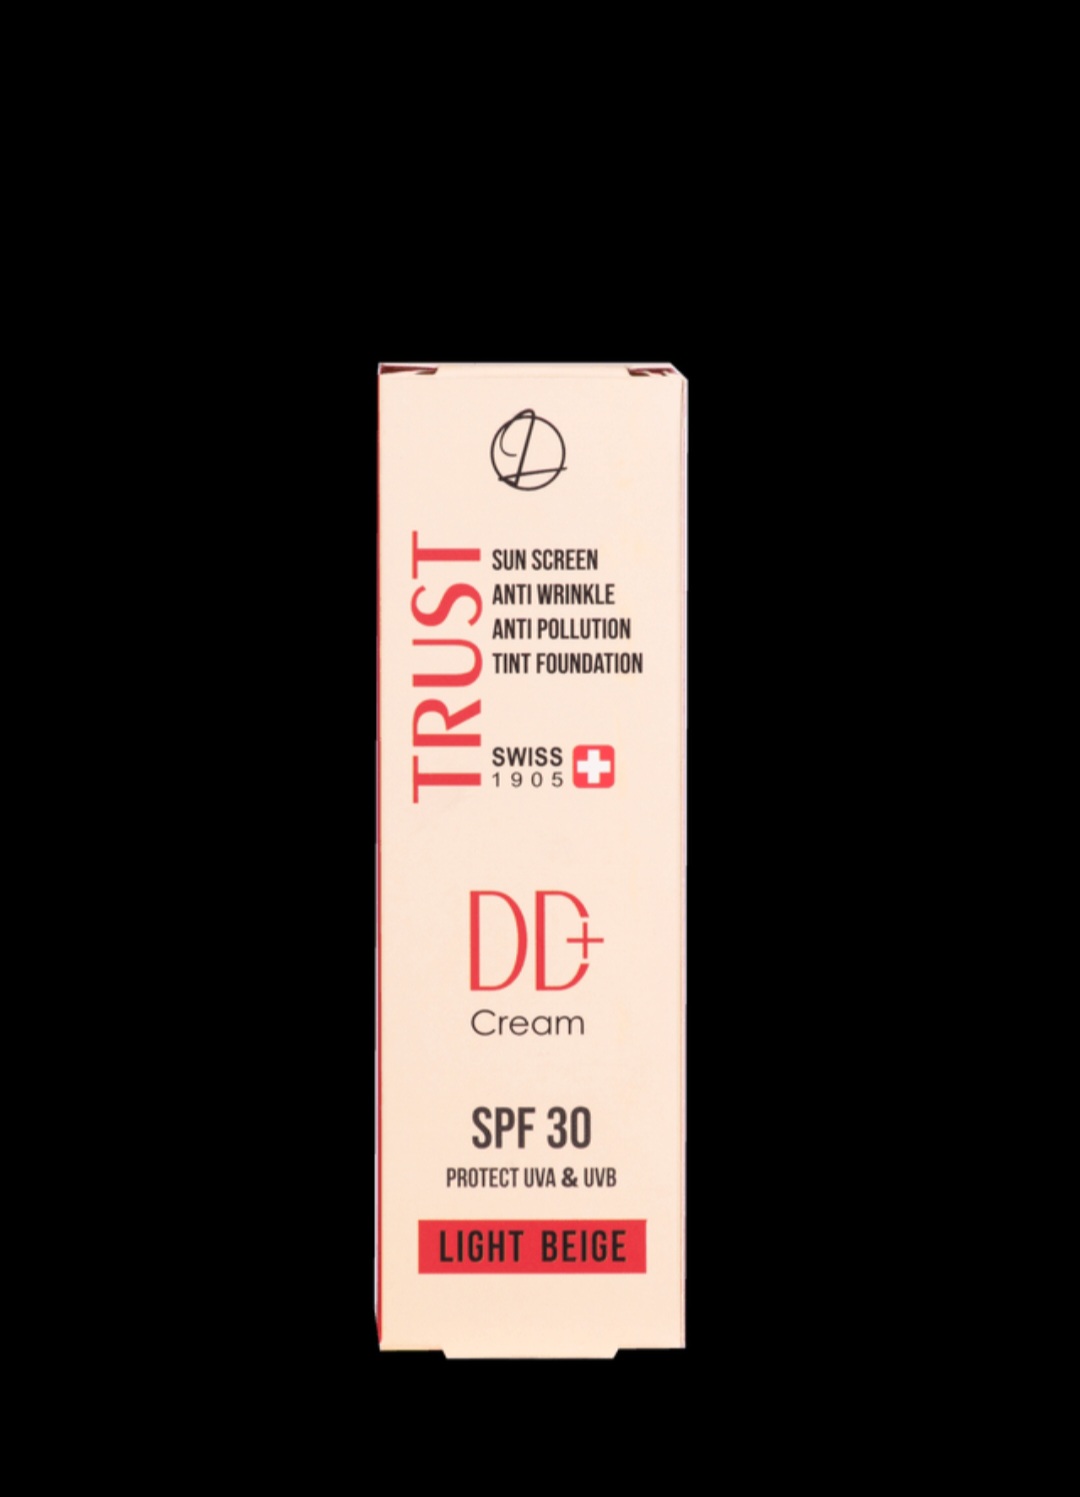 TRUST
SUN SCREEN
ANTI WRINKLE
ANTI POLLUTION
TINT FOUNDATION
SWISS
1905
DD+
Cream
SPF 30
PROTECT UVA & UVB
LIGHT BEIGE